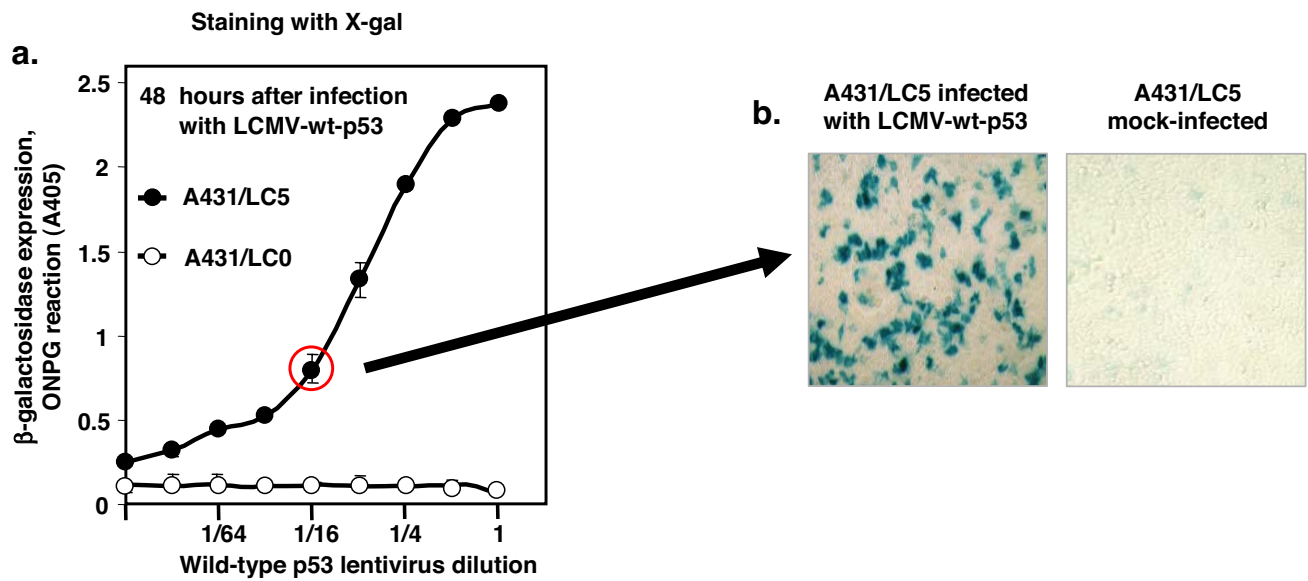 Staining with X-gal
a.
48 hours after infection
with LCMV-wt-p53
A431/LC5
A431/LC0
β-galactosidase expression,
ONPG reaction (A405)
2.5
2
1.5
1
0.5
0
1/64
1/16
1/4
1
Wild-type p53 lentivirus dilution
b.
A431/LC5 infected
with LCMV-wt-p53
A431/LC5
mock-infected